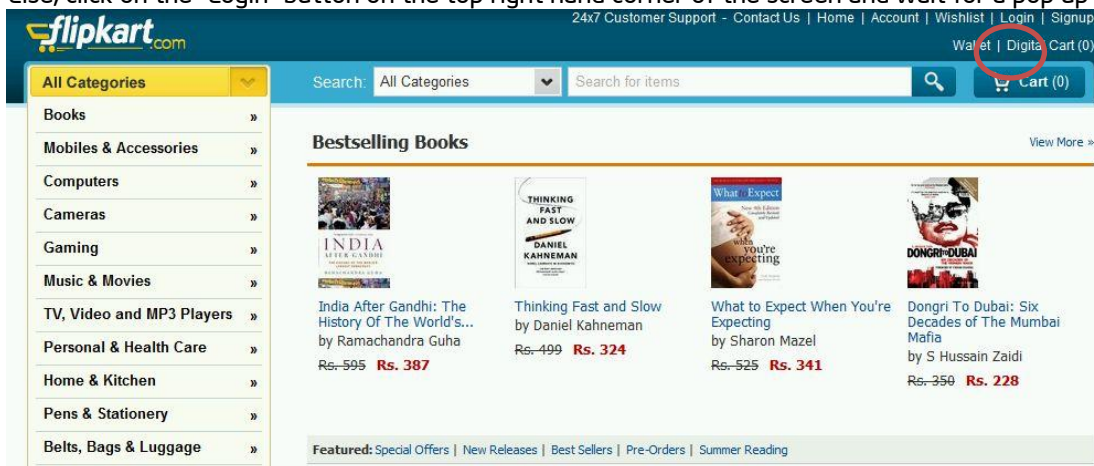 else, click on the "Login" button on the top right hand corner of the screen and wait for a pop up
flipkart.com
24x7 Customer Support - Contact Us | Home | Account | Wishlist | Login | Signup
Wallet | Digital Cart (0)
All Categories
Search: All Categories Search for items
Cart (0)
Books »
Mobiles & Accessories »
Computers »
Cameras »
Gaming »
Music & Movies »
TV, Video and MP3 Players »
Personal & Health Care »
Home & Kitchen »
Pens & Stationery »
Belts, Bags & Luggage »
Bestselling Books
View More »
INDIA
AFTER GANDHI
THINKING
FAST
AND SLOW
DANIEL
KAHNEMAN
What to Expect
when
you're
expecting
DONGRI TO DUBAI
India After Gandhi: The
History Of The World's...
by Ramachandra Guha
Rs. 595 Rs. 387
Thinking Fast and Slow
by Daniel Kahneman
Rs. 499 Rs. 324
What to Expect When You're
Expecting
by Sharon Mazel
Rs. 525 Rs. 341
Dongri To Dubai: Six
Decades of The Mumbai
Mafia
by S Hussain Zaidi
Rs. 350 Rs. 228
Featured: Special Offers | New Releases | Best Sellers | Pre-Orders | Summer Reading